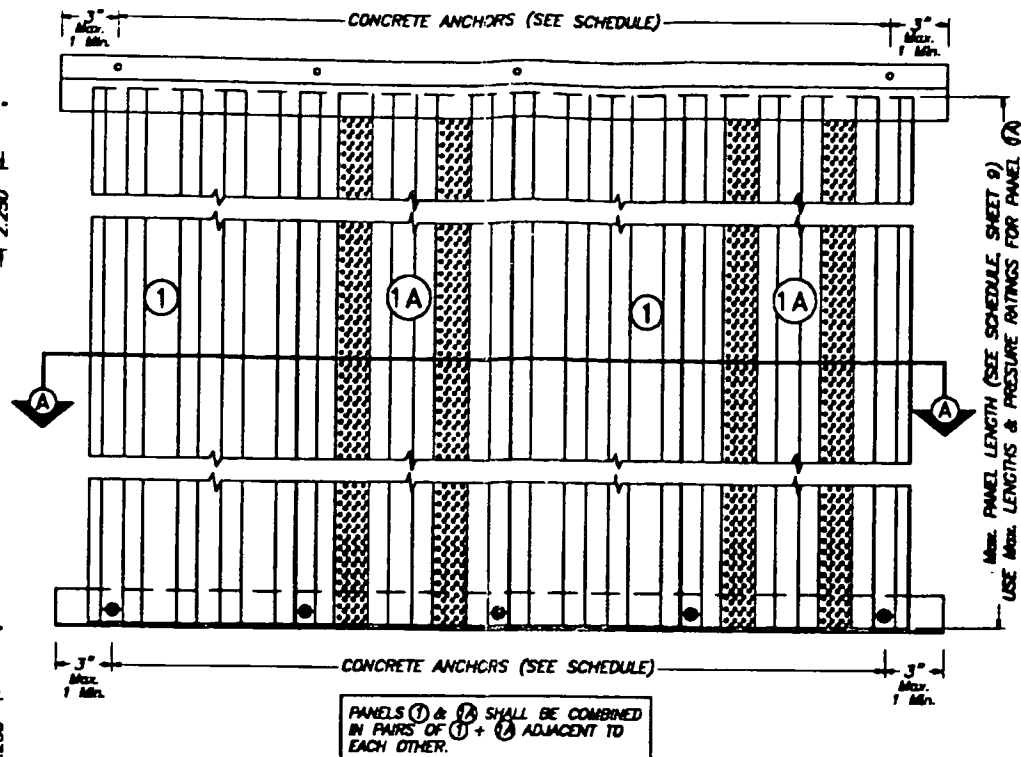 3" CONCRETE ANCHORS (SEE SCHEDULE) 3"
Max. Max.
1 Min. 1 Min.
2.250
1 1A 1 1A
A A
Max. PANEL LENGTH (SEE SCHEDULE, SHEET 9)
USE Max. LENGTHS & PRESURE RATINGS FOR PANEL 1A
3" CONCRETE ANCHORS (SEE SCHEDULE) 3"
Max. Max.
1 Min. 1 Min.
PANELS 1 & 1A SHALL BE COMBINED
IN PAIRS OF 1 + 1A ADJACENT TO
EACH OTHER.